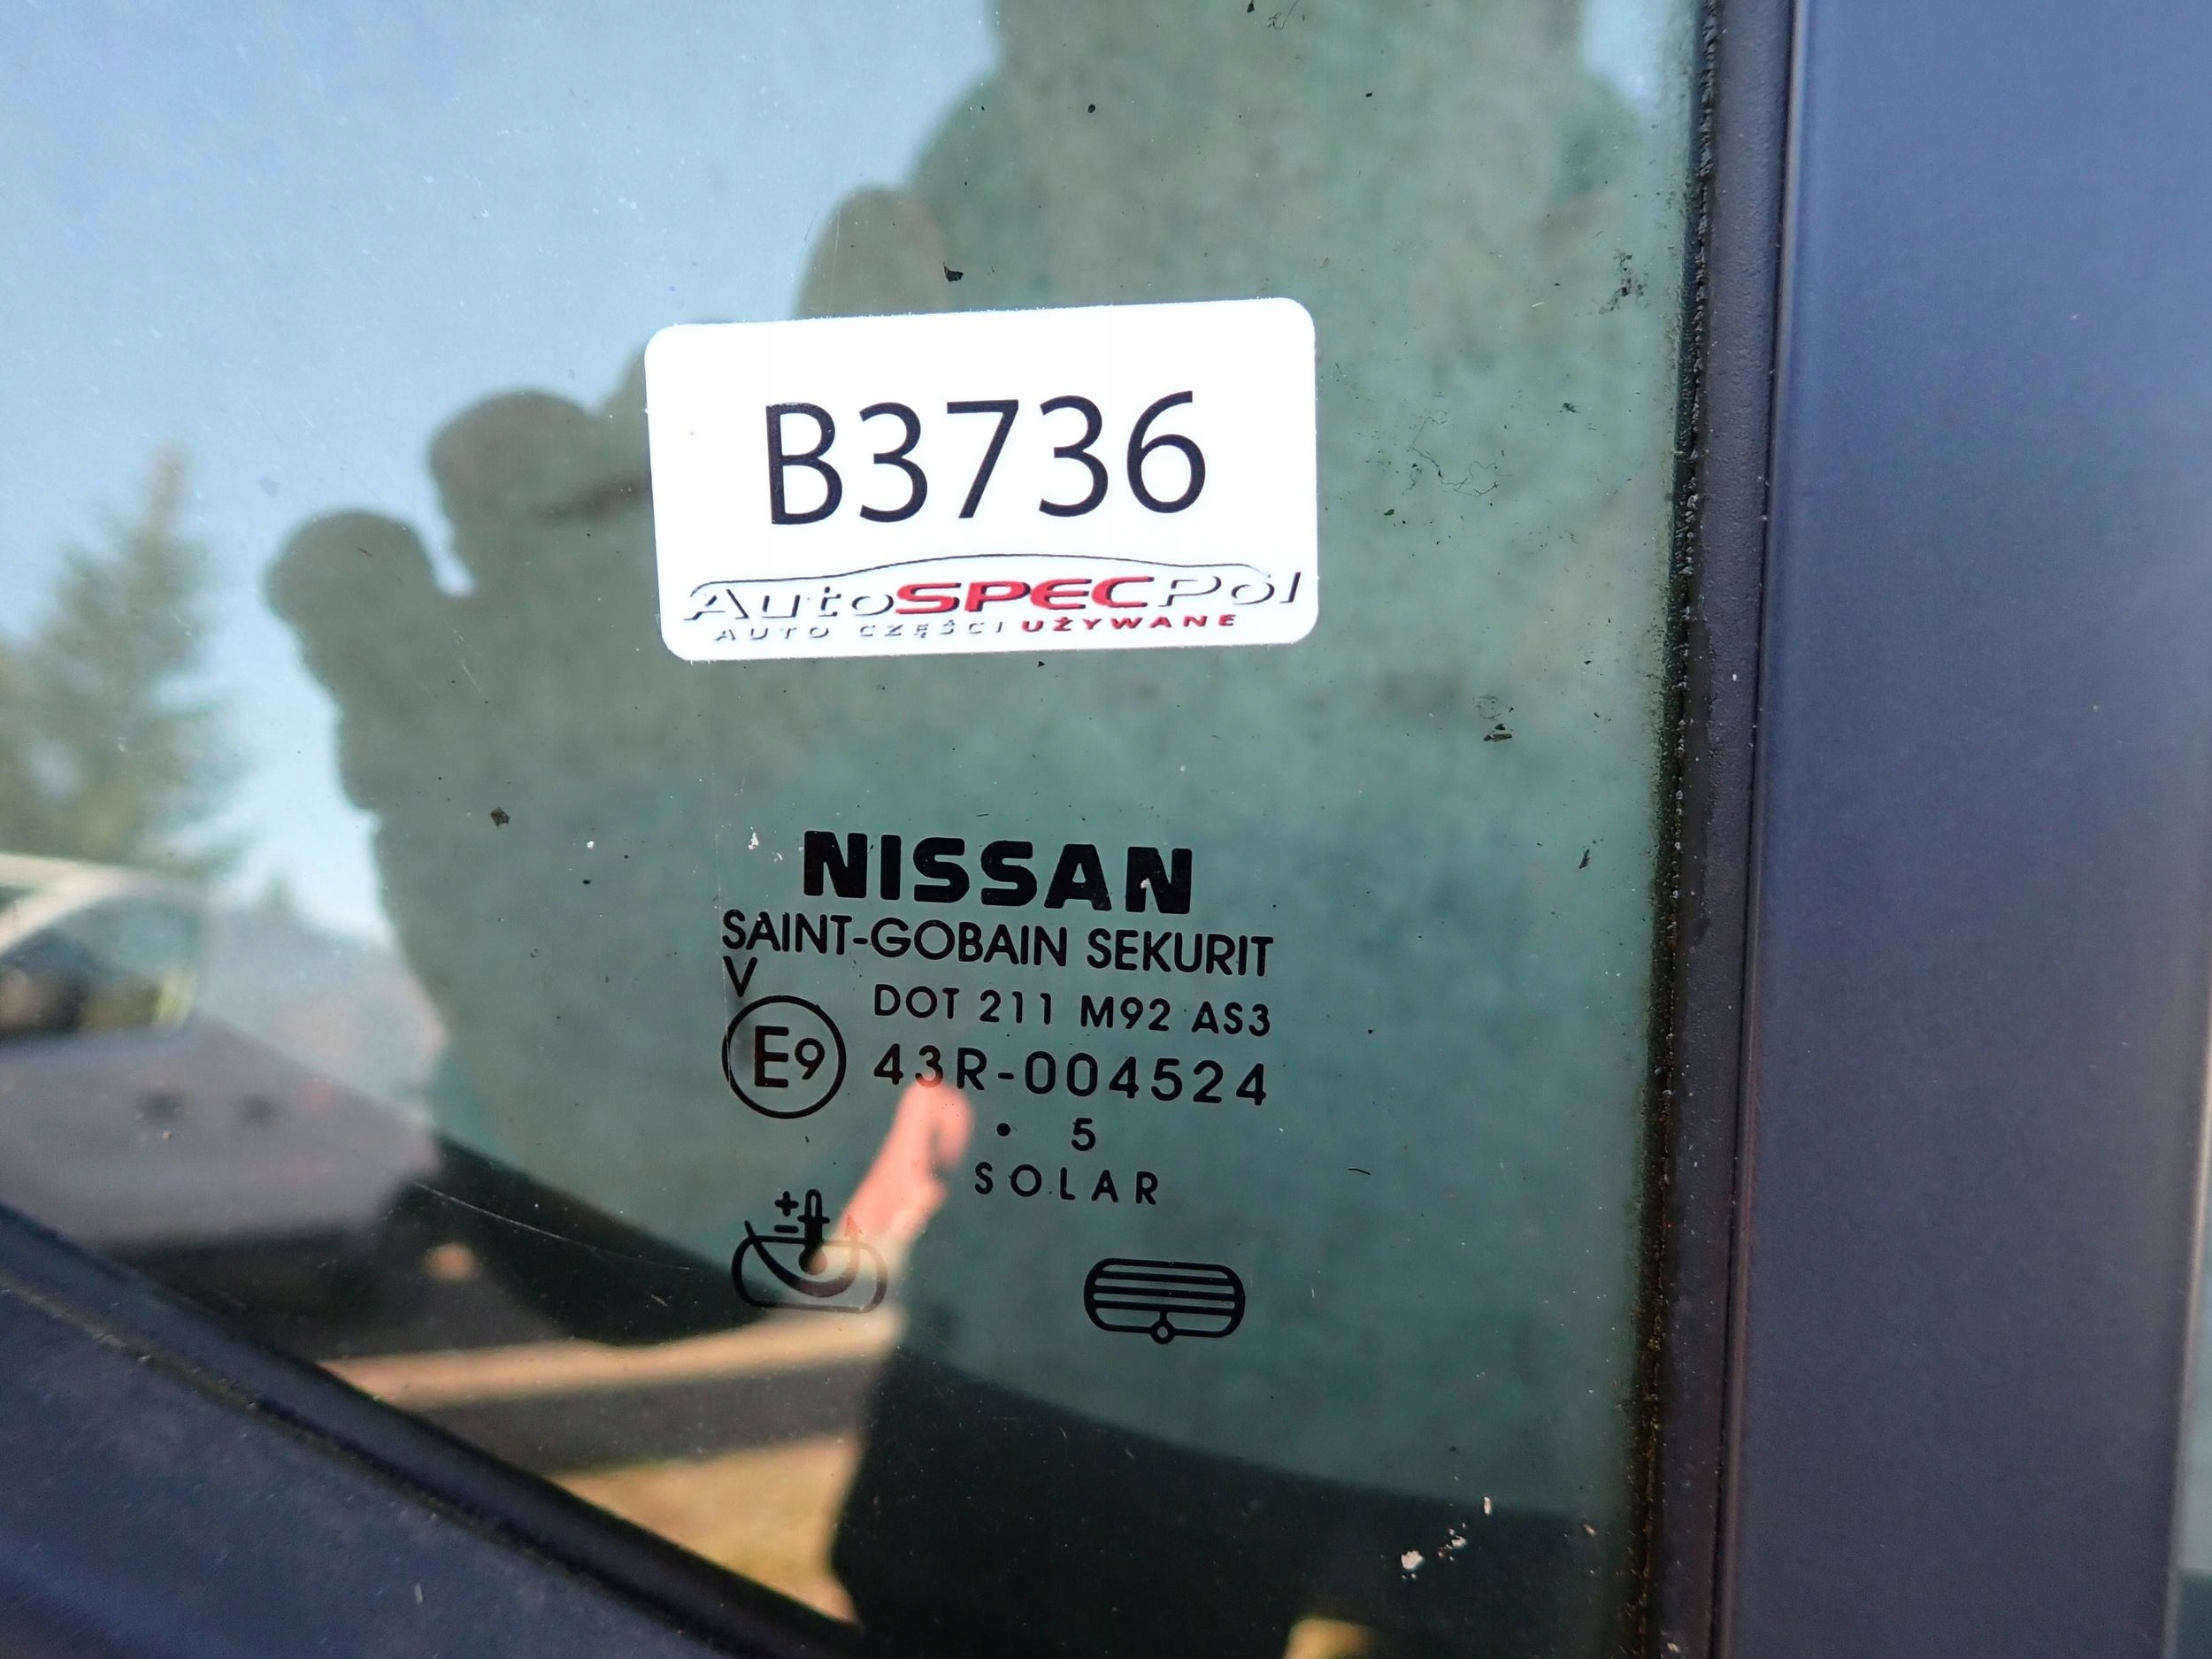 B3736
AutoSPECPol
AUTO CZĘŚCI UŻYWANE
NISSAN
SAINT-GOBAIN SEKURIT
V
DOT 211 M92 AS3
E9 43R-004524
• 5
SOLAR
+
-